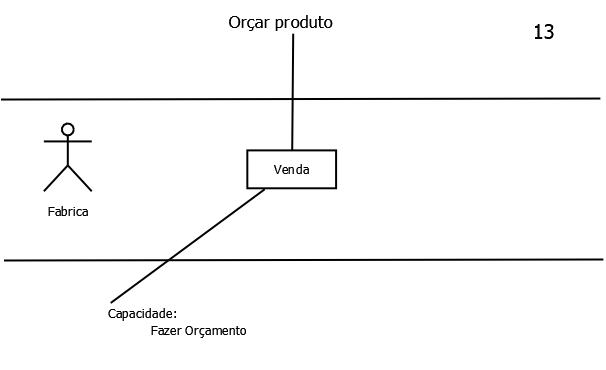 Orçar produto
13
Venda
Fabrica
Capacidade:
Fazer Orçamento